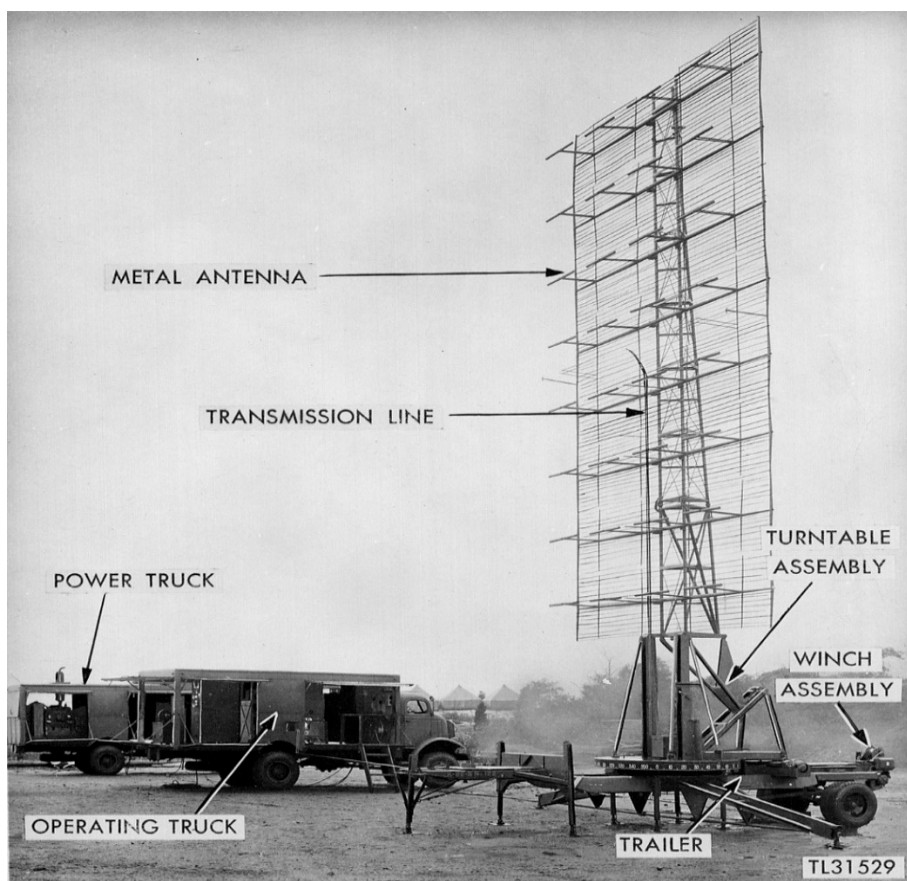 METAL ANTENNA
TRANSMISSION LINE
TURNTABLE
ASSEMBLY
POWER TRUCK
WINCH
ASSEMBLY
OPERATING TRUCK
TRAILER
TL31529